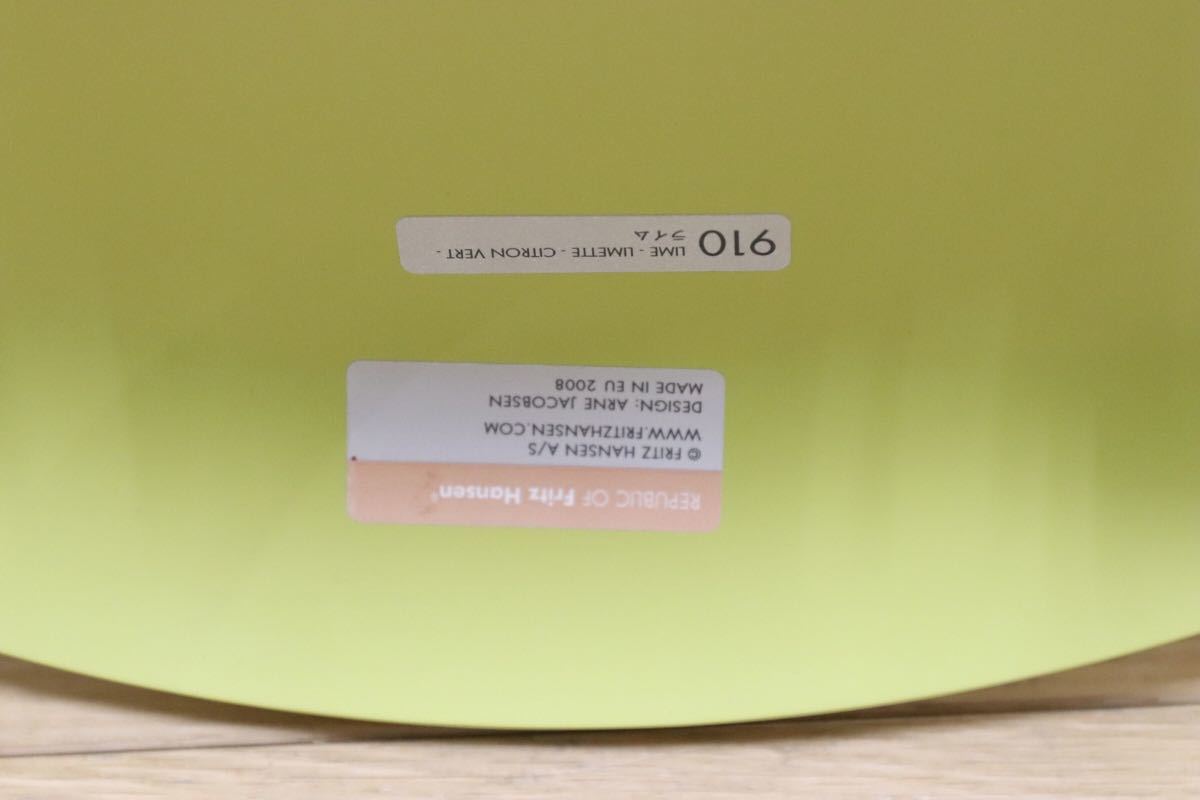 REPUBLIC OF Fritz Hansen®
© FRITZ HANSEN A/S
WWW.FRITZHANSEN.COM
DESIGN: ARNE JACOBSEN
MADE IN EU 2008
910 LIME - LIMETTE - CITRON VERT -
ライム